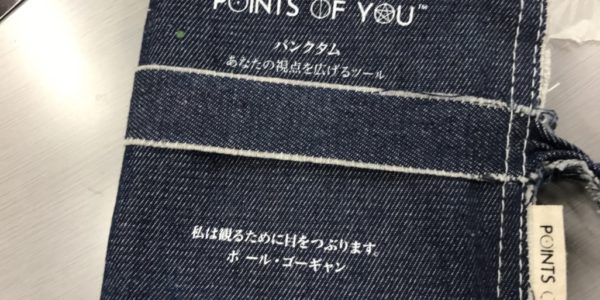 POINTS OF YOU™
パンクタム
あなたの視点を広げるツール
私は観るために目をつぶります。
ポール・ゴーギャン
POINTS O